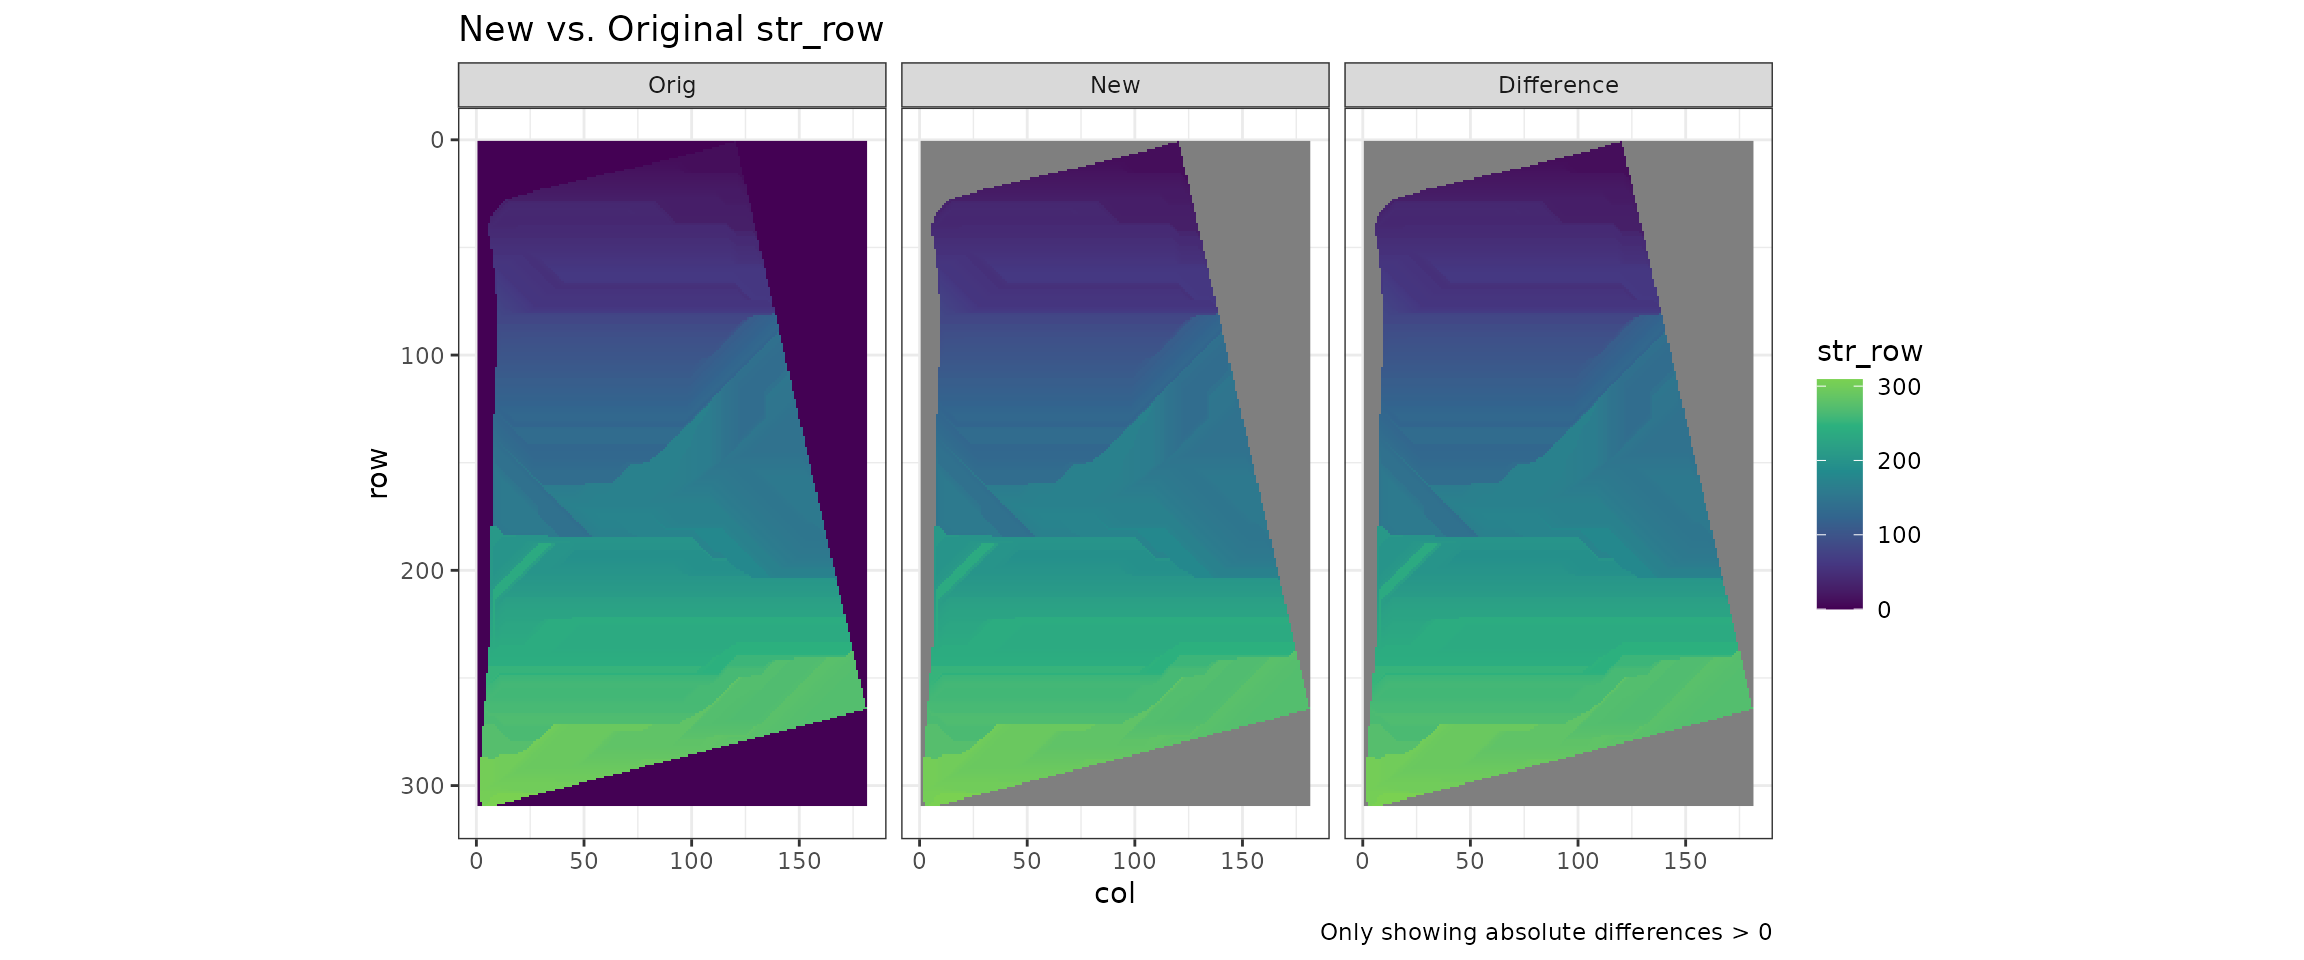 New vs. Original str_row
Orig
New
Difference
0
100
200
300
row
0
50
100
150
0
50
100
150
0
50
100
150
col
str_row
300
200
100
0
Only showing absolute differences > 0